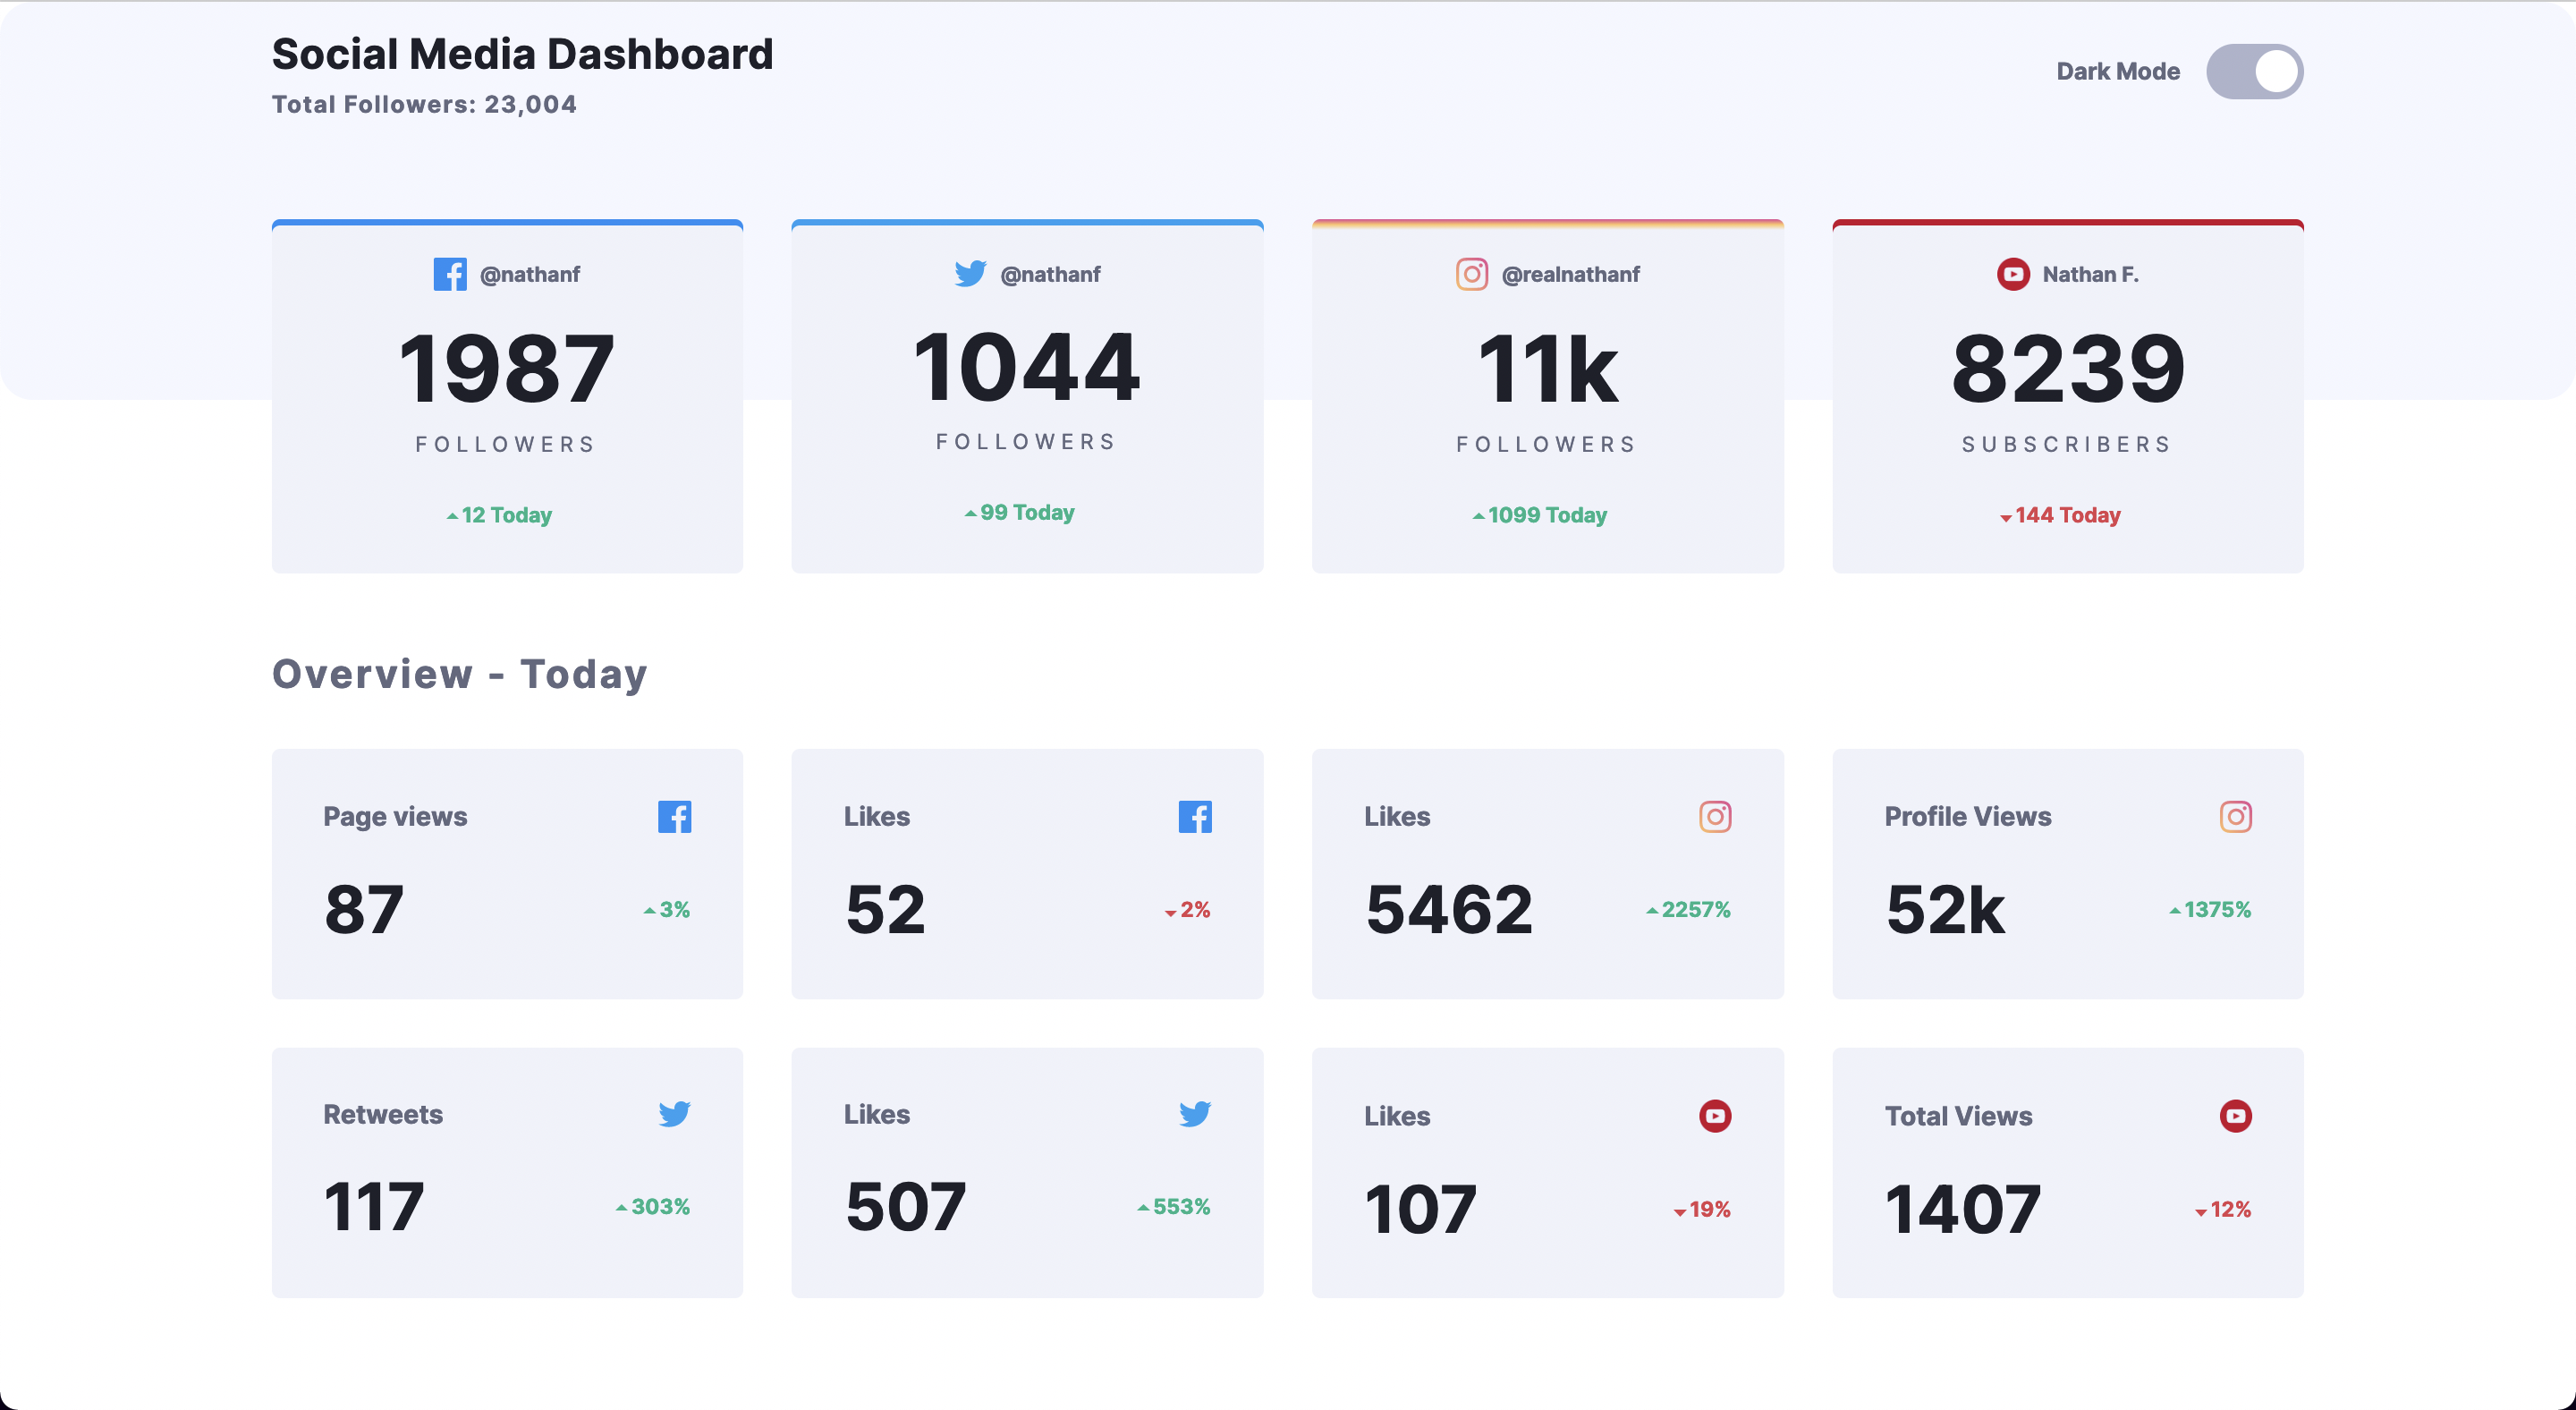 Social Media Dashboard
Total Followers: 23,004
Dark Mode
@nathanf
1987
FOLLOWERS
12 Today
@nathanf
1044
FOLLOWERS
99 Today
@realnathanf
11k
FOLLOWERS
1099 Today
Nathan F.
8239
SUBSCRIBERS
144 Today
Overview - Today
Page views
87
3%
Likes
52
2%
Likes
5462
2257%
Profile Views
52k
1375%
Retweets
117
303%
Likes
507
553%
Likes
107
19%
Total Views
1407
12%